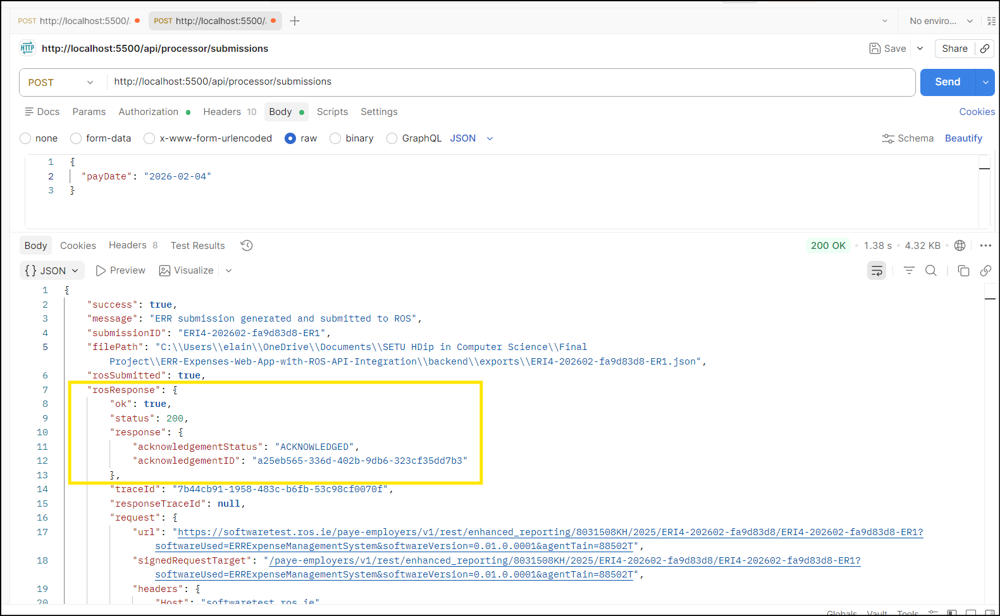 POST http://localhost:5500/. POST http://localhost:5500/. No enviro...
HTTP http://localhost:5500/api/processor/submissions Save Share
POST http://localhost:5500/api/processor/submissions Send
Docs Params Authorization Headers 10 Body Scripts Settings Cookies
none form-data x-www-form-urlencoded raw binary GraphQL JSON Schema Beautify
1 {
2 "payDate": "2026-02-04"
3 }
Body Cookies Headers 8 Test Results 200 OK 1.38 s 4.32 KB
{} JSON Preview Visualize
1 {
2 "success": true,
3 "message": "ERR submission generated and submitted to ROS",
4 "submissionID": "ERI4-202602-fa9d83d8-ER1",
5 "filePath": "C:\\Users\\elain\\OneDrive\\Documents\\SETU HDip in Computer Science\\Final
Project\\ERR-Expenses-Web-App-with-ROS-API-Integration\\backend\\exports\\ERI4-202602-fa9d83d8-ER1.json",
6 "rosSubmitted": true,
7 "rosResponse": {
8 "ok": true,
9 "status": 200,
10 "response": {
11 "acknowledgementStatus": "ACKNOWLEDGED",
12 "acknowledgementID": "a25eb565-336d-402b-9db6-323cf35dd7b3"
13 },
14 "traceId": "7b44cb91-1958-483c-b6fb-53c98cf0070f",
15 "responseTraceId": null,
16 "request": {
17 "url": "https://softwaretest.ros.ie/paye-employers/v1/rest/enhanced_reporting/8031508KH/2025/ERI4-202602-fa9d83d8/ERI4-202602-fa9d83d8-ER1?
softwareUsed=ERRExpenseManagementSystem&softwareVersion=0.01.0.0001&agentTain=88502T",
18 "signedRequestTarget": "/paye-employers/v1/rest/enhanced_reporting/8031508KH/2025/ERI4-202602-fa9d83d8/ERI4-202602-fa9d83d8-ER1?
softwareUsed=ERRExpenseManagementSystem&softwareVersion=0.01.0.0001&agentTain=88502T",
19 "headers": {
20 "Host": "softwaretest.ros.ie"
Globals Vault Tools